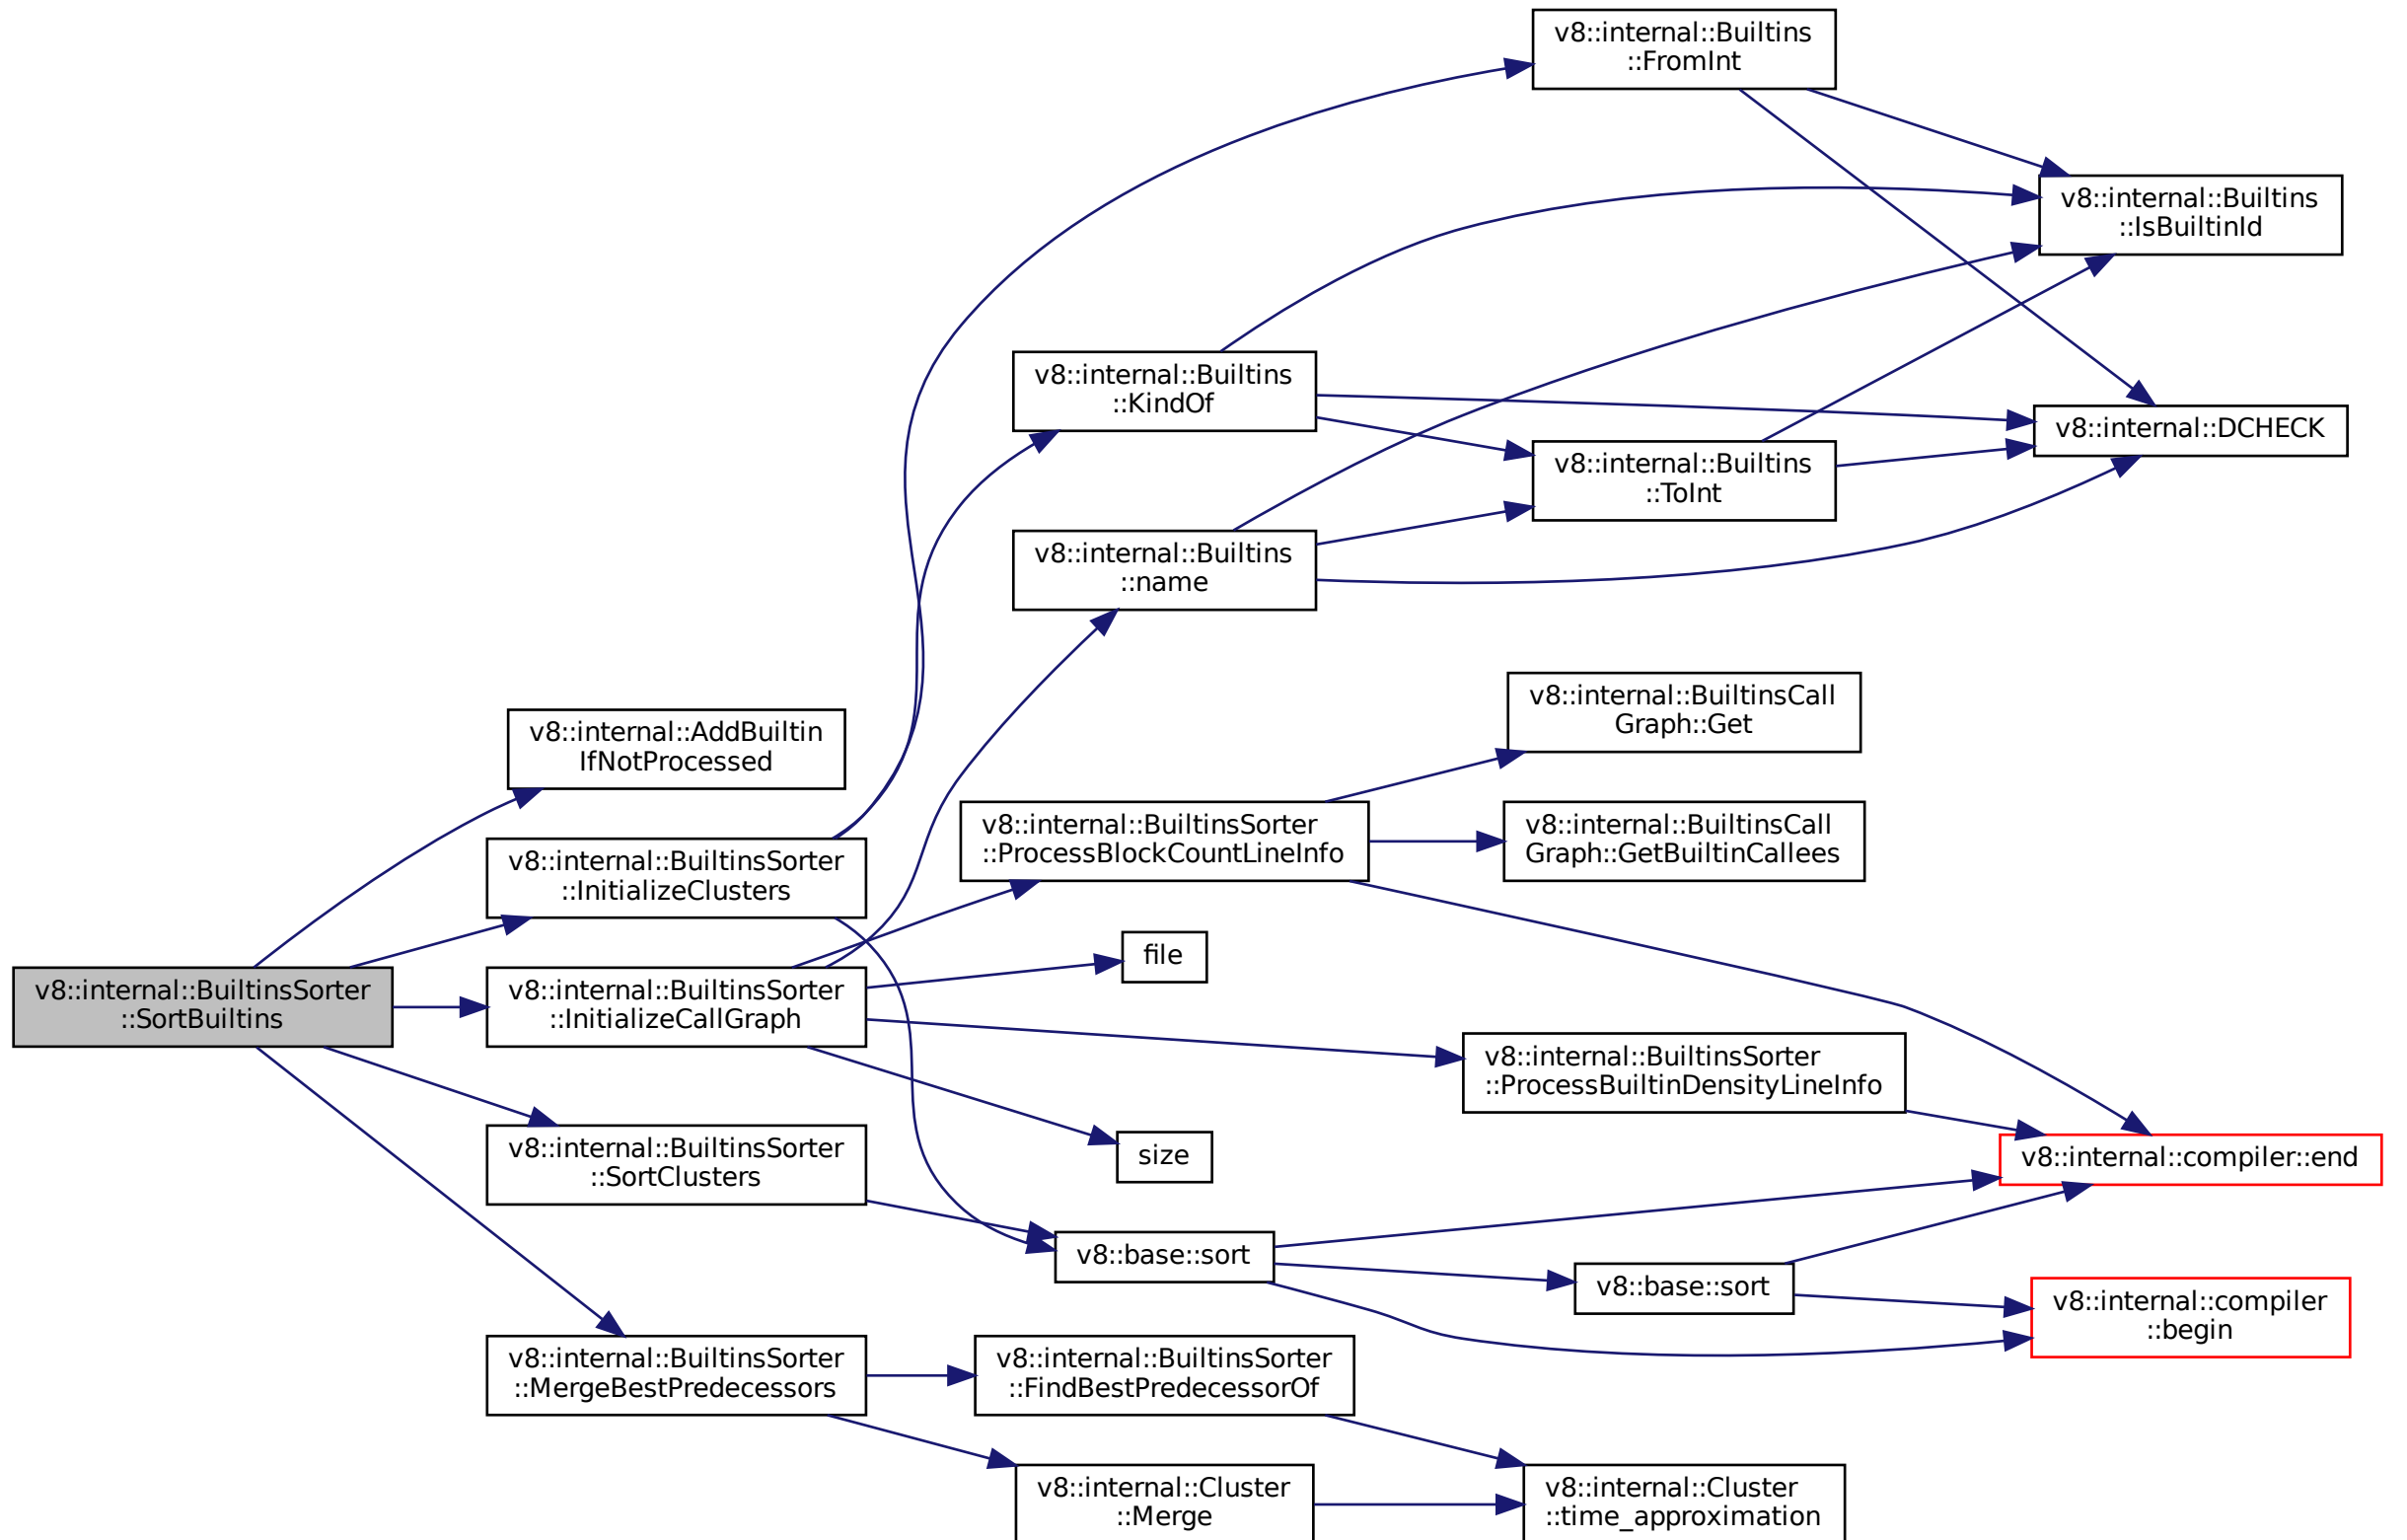 v8::internal::Builtins
::FromInt
v8::internal::Builtins
::IsBuiltinId
v8::internal::Builtins
::KindOf
v8::internal::DCHECK
v8::internal::Builtins
::ToInt
v8::internal::Builtins
::name
v8::internal::BuiltinsCall
Graph::Get
v8::internal::AddBuiltin
IfNotProcessed
v8::internal::BuiltinsSorter
::ProcessBlockCountLineInfo
v8::internal::BuiltinsCall
Graph::GetBuiltinCallees
v8::internal::BuiltinsSorter
::InitializeClusters
file
v8::internal::BuiltinsSorter
::SortBuiltins
v8::internal::BuiltinsSorter
::InitializeCallGraph
v8::internal::BuiltinsSorter
::ProcessBuiltinDensityLineInfo
size
v8::internal::compiler::end
v8::internal::BuiltinsSorter
::SortClusters
v8::base::sort
v8::base::sort
v8::internal::compiler
::begin
v8::internal::BuiltinsSorter
::MergeBestPredecessors
v8::internal::BuiltinsSorter
::FindBestPredecessorOf
v8::internal::Cluster
::Merge
v8::internal::Cluster
::time_approximation